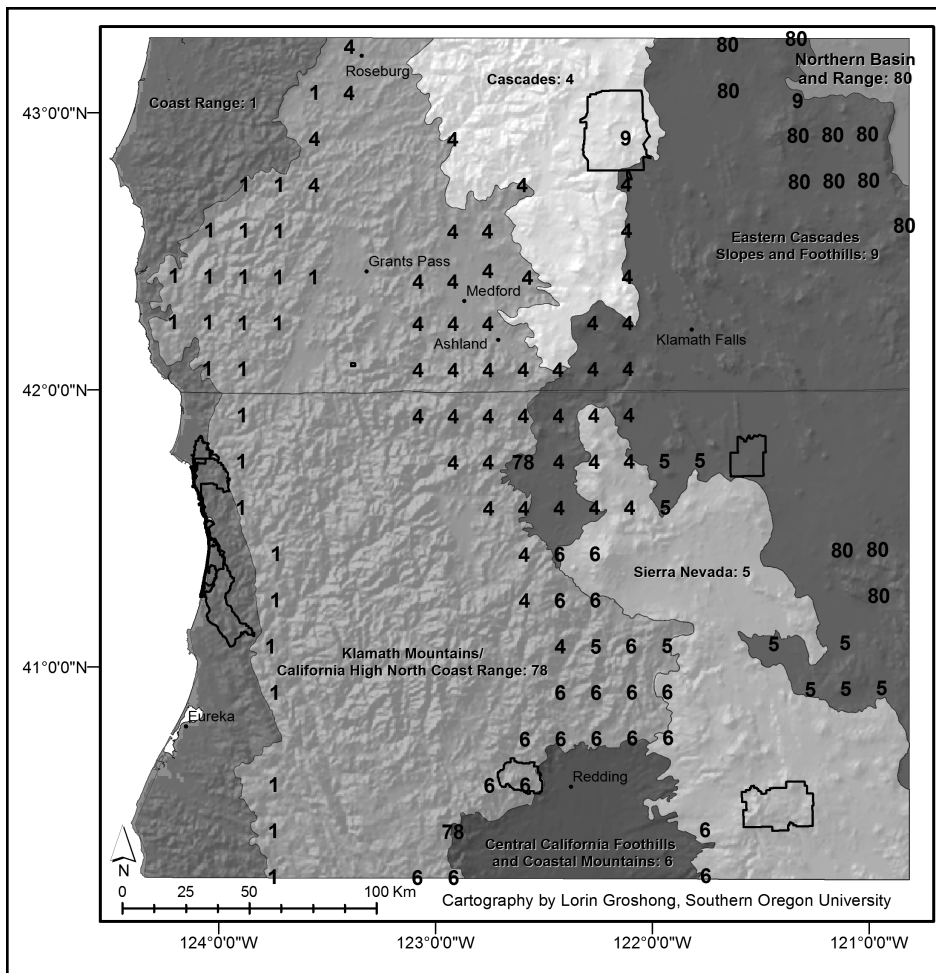 4 80 80
Roseburg
Cascades: 4
Northern Basin
and Range: 80
Coast Range: 1
1 4 80 9
43°0'0"N
4 4 9 80 80 80
1 1 4 4 4 80 80 80
1 1 1 4 4 4 80
Eastern Cascades
Slopes and Foothills: 9
Grants Pass
1 1 1 1 1 4 4 4 4 4
Medford
1 1 1 1 4 4 4 4 4
Ashland
Klamath Falls
1 1 4 4 4 4 4 4 4
42°0'0"N
1 4 4 4 4 4 4 4
1 4 4 78 4 4 4 5 5
1 4 4 4 4 4 5
1 4 6 6 80 80
Sierra Nevada: 5
1 4 6 6 80
1 4 5 6 5 5 5
Klamath Mountains/
California High North Coast Range: 78
41°0'0"N
1 6 6 6 6 5 5 5
Eureka
6 6 6 6 6
1 6 6
Redding
1 78 6
Central California Foothills
and Coastal Mountains: 6
N
1 6 6 6
0 25 50 100 Km
Cartography by Lorin Groshong, Southern Oregon University
124°0'0"W 123°0'0"W 122°0'0"W 121°0'0"W